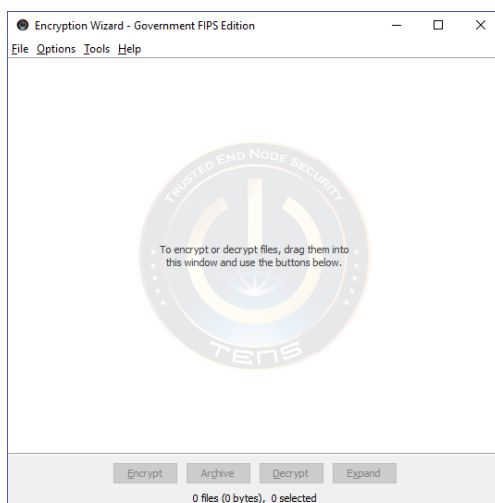 Encryption Wizard - Government FIPS Edition
File Options Tools Help
TRUSTED END NODE SECURITY
To encrypt or decrypt files, drag them into
this window and use the buttons below.
TENS
Encrypt Archive Decrypt Expand
0 files (0 bytes), 0 selected